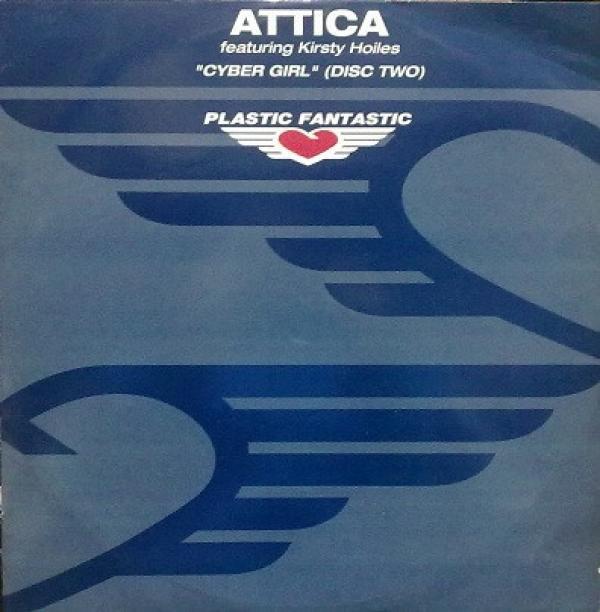 ATTICA
featuring Kirsty Hoiles
"CYBER GIRL" (DISC TWO)
PLASTIC FANTASTIC